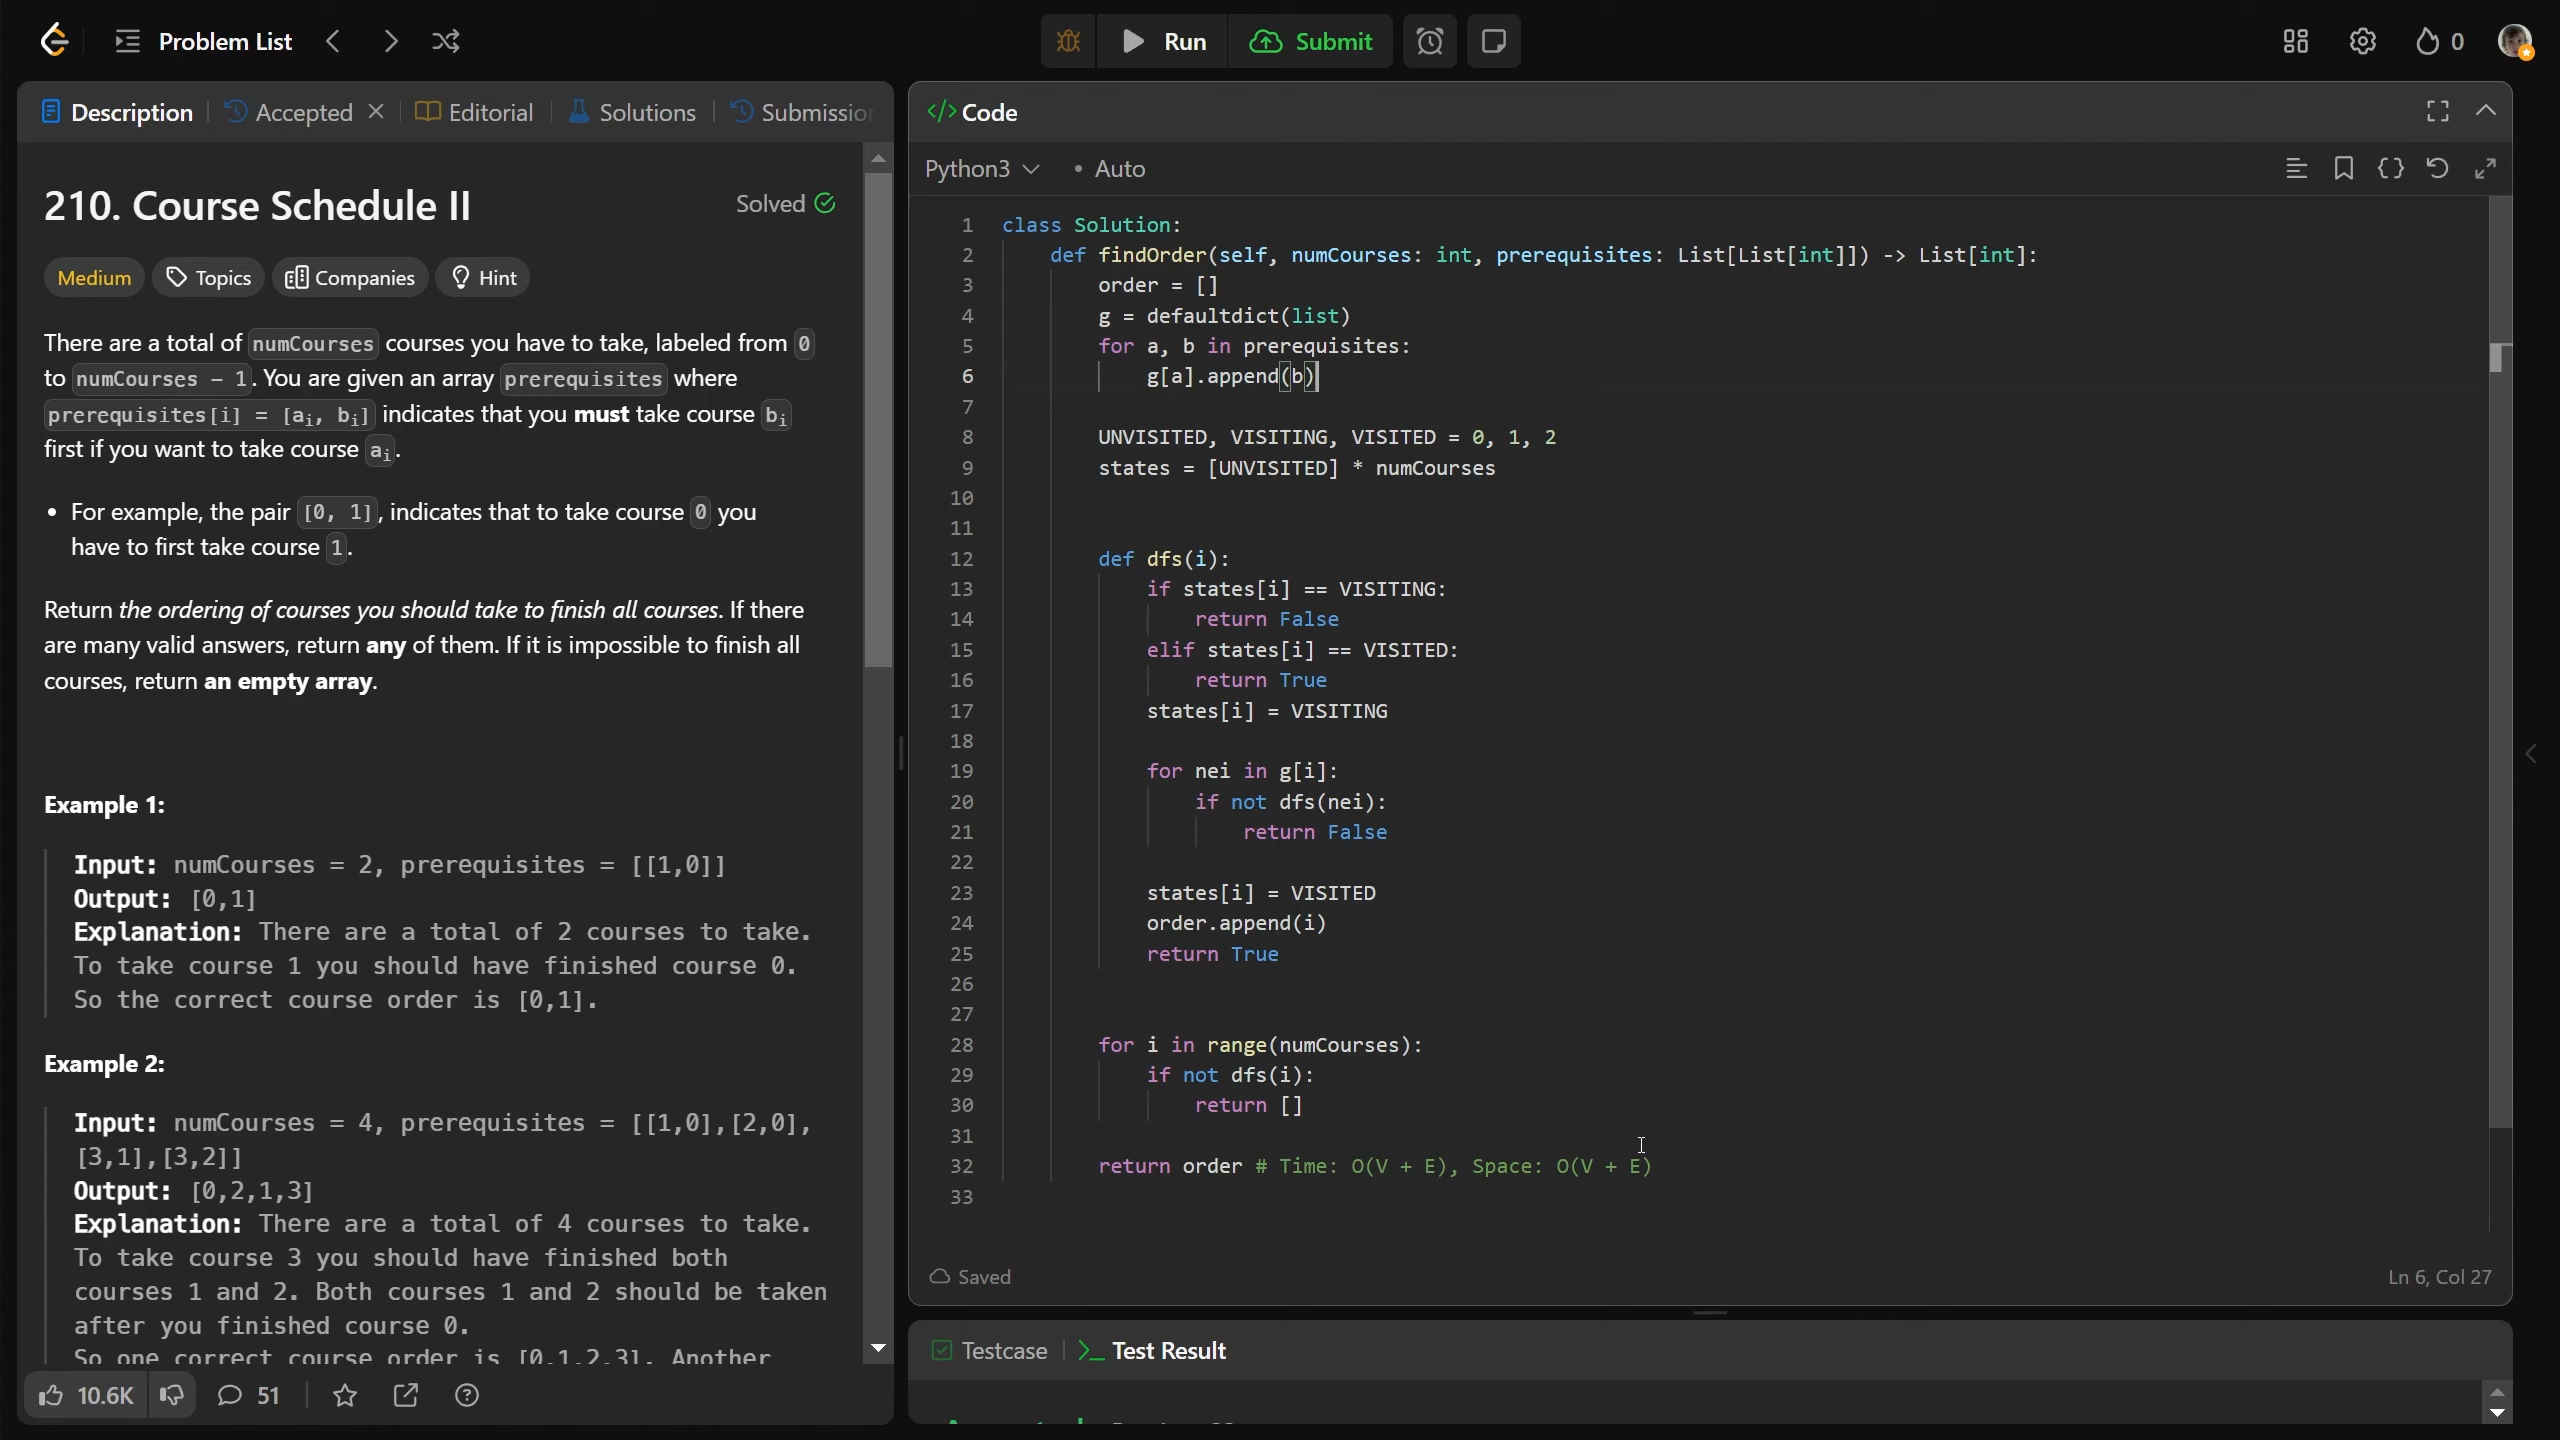 Problem List
Run
Submit
0
Description
Accepted
Editorial
Solutions
Submission
210. Course Schedule II
Solved
Medium
Topics
Companies
Hint
There are a total of numCourses courses you have to take, labeled from 0
to numCourses - 1. You are given an array prerequisites where
prerequisites[i] = [ai, bi] indicates that you must take course bi
first if you want to take course ai.
• For example, the pair [0, 1], indicates that to take course 0 you
have to first take course 1.
Return the ordering of courses you should take to finish all courses. If there
are many valid answers, return any of them. If it is impossible to finish all
courses, return an empty array.
Example 1:
Input: numCourses = 2, prerequisites = [[1,0]]
Output: [0,1]
Explanation: There are a total of 2 courses to take.
To take course 1 you should have finished course 0.
So the correct course order is [0,1].
Example 2:
Input: numCourses = 4, prerequisites = [[1,0],[2,0],
[3,1],[3,2]]
Output: [0,2,1,3]
Explanation: There are a total of 4 courses to take.
To take course 3 you should have finished both
courses 1 and 2. Both courses 1 and 2 should be taken
after you finished course 0.
So one correct course order is [0,1,2,3]. Another
10.6K
51
</> Code
Python3
• Auto
1 class Solution:
2 def findOrder(self, numCourses: int, prerequisites: List[List[int]]) -> List[int]:
3 order = []
4 g = defaultdict(list)
5 for a, b in prerequisites:
6 g[a].append(b)
7
8 UNVISITED, VISITING, VISITED = 0, 1, 2
9 states = [UNVISITED] * numCourses
10
11
12 def dfs(i):
13 if states[i] == VISITING:
14 return False
15 elif states[i] == VISITED:
16 return True
17 states[i] = VISITING
18
19 for nei in g[i]:
20 if not dfs(nei):
21 return False
22
23 states[i] = VISITED
24 order.append(i)
25 return True
26
27
28 for i in range(numCourses):
29 if not dfs(i):
30 return []
31
32 return order # Time: O(V + E), Space: O(V + E)
33
Saved
Ln 6, Col 27
Testcase
>_ Test Result